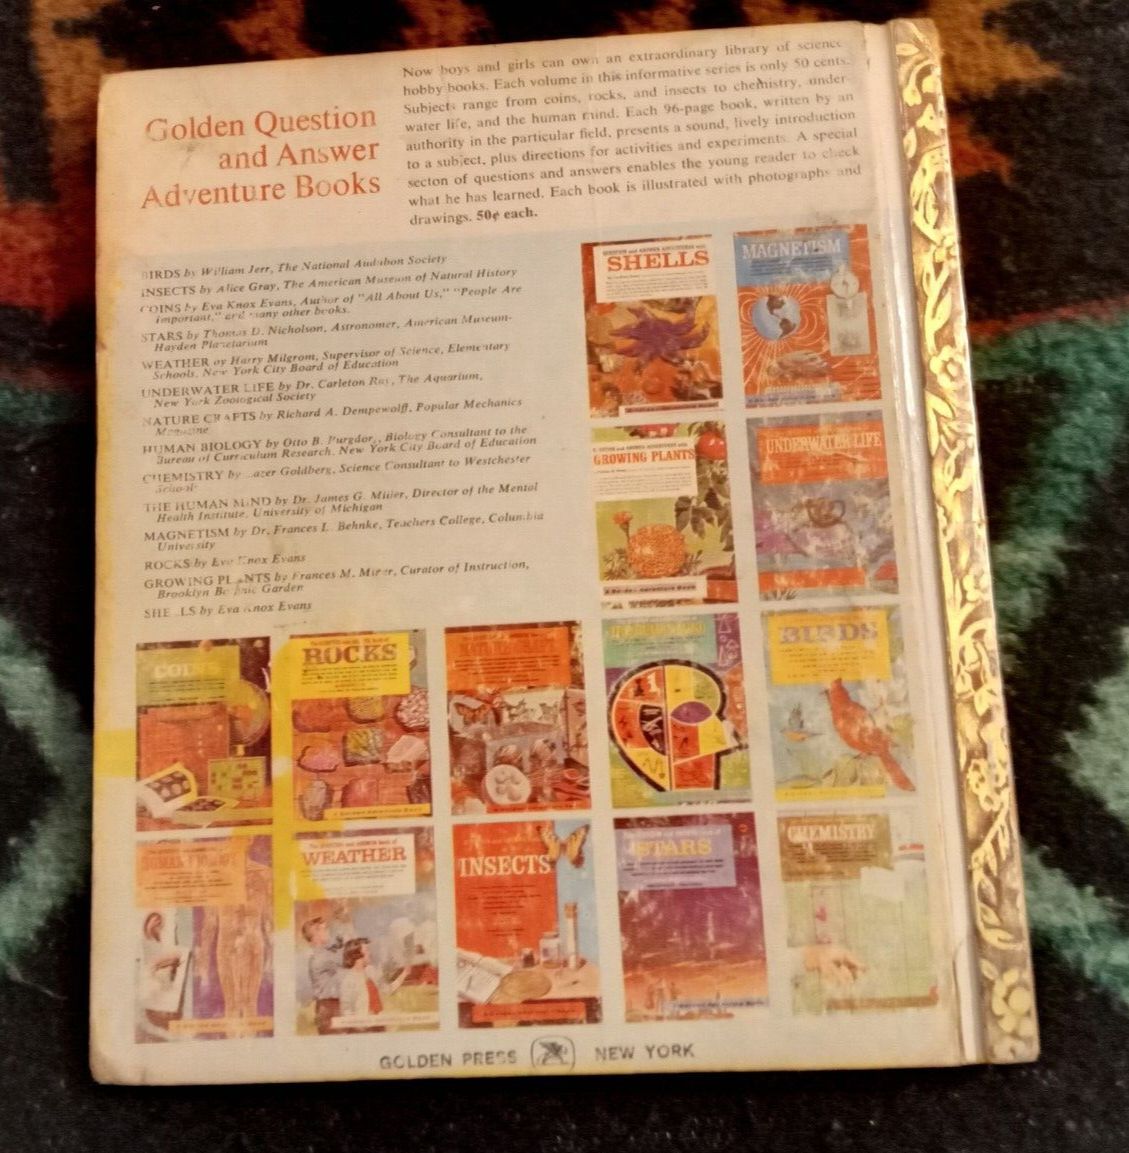 Golden Question
and Answer
Adventure Books
Now boys and girls can own an extraordinary library of science
hobby books. Each volume in this informative series is only 50 cents.
Subjects range from coins, rocks, and insects to chemistry, under-
water life, and the human mind. Each 96-page book, written by an
authority in the particular field, presents a sound, lively introduction
to a subject, plus directions for activities and experiments. A special
secton of questions and answers enables the young reader to check
what he has learned. Each book is illustrated with photographs and
drawings. 50¢ each.
BIRDS by William Jerr, The National Audubon Society
INSECTS by Alice Gray, The American Museum of Natural History
COINS by Eva Knox Evans, Author of "All About Us," "People Are
Important," and many other books.
STARS by Thomas D. Nicholson, Astronomer, American Museum-
Hayden Planetarium
WEATHER by Harry Milgrom, Supervisor of Science, Elementary
Schools, New York City Board of Education
UNDERWATER LIFE by Dr. Carleton Ray, The Aquarium,
New York Zoological Society
NATURE CRAFTS by Richard A. Dempewolff, Popular Mechanics
Magazine
HUMAN BIOLOGY by Otto B. Biology Consultant to the
Bureau of Curriculum Research, New York City Board of Education
CHEMISTRY by Goldberg, Science Consultant to Westchester
Schools
THE HUMAN MIND by Dr. James G. Miller, Director of the Mental
Health Institute, University of Michigan
MAGNETISM by Dr. Frances L. Behnke, Teachers College, Columbia
University
ROCKS by Eva Knox Evans
GROWING PLANTS by Frances M. Miner, Curator of Instruction,
Brooklyn Botanic Garden
SHELLS by Eva Knox Evans
SHELLS
MAGNETISM
GROWING PLANTS
UNDERWATER LIFE
COINS
ROCKS
BIRDS
WEATHER
INSECTS
STARS
CHEMISTRY
GOLDEN PRESS NEW YORK